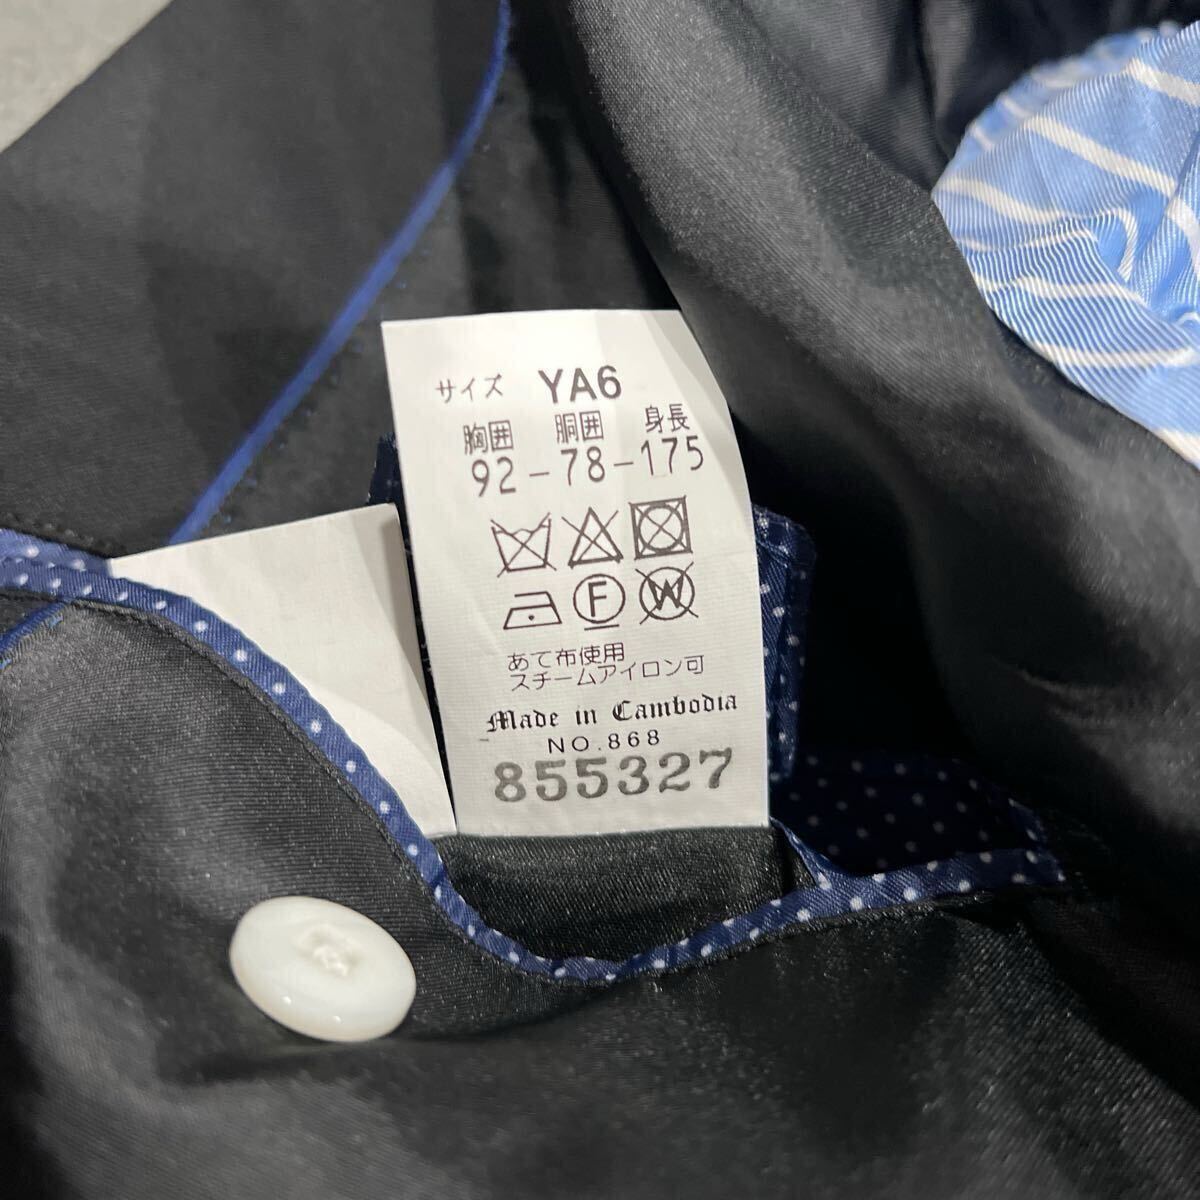 サイズ YA6
胸囲 胴囲 身長
92-78-175
F W
あて布使用
スチームアイロン可
Made in Cambodia
NO.868
855327